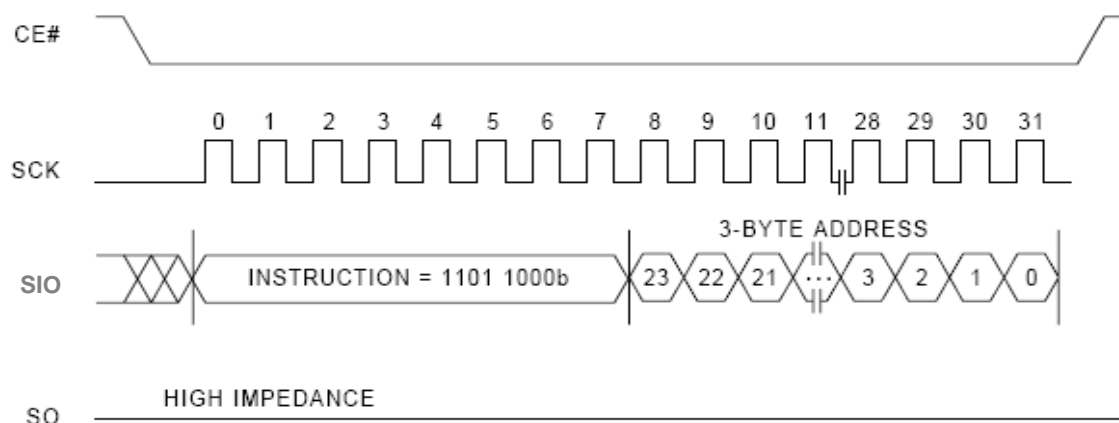 CE#
0 1 2 3 4 5 6 7 8 9 10 11 28 29 30 31
SCK
3-BYTE ADDRESS
SIO
INSTRUCTION = 1101 1000b 23 22 21 ... 3 2 1 0
HIGH IMPEDANCE
SO